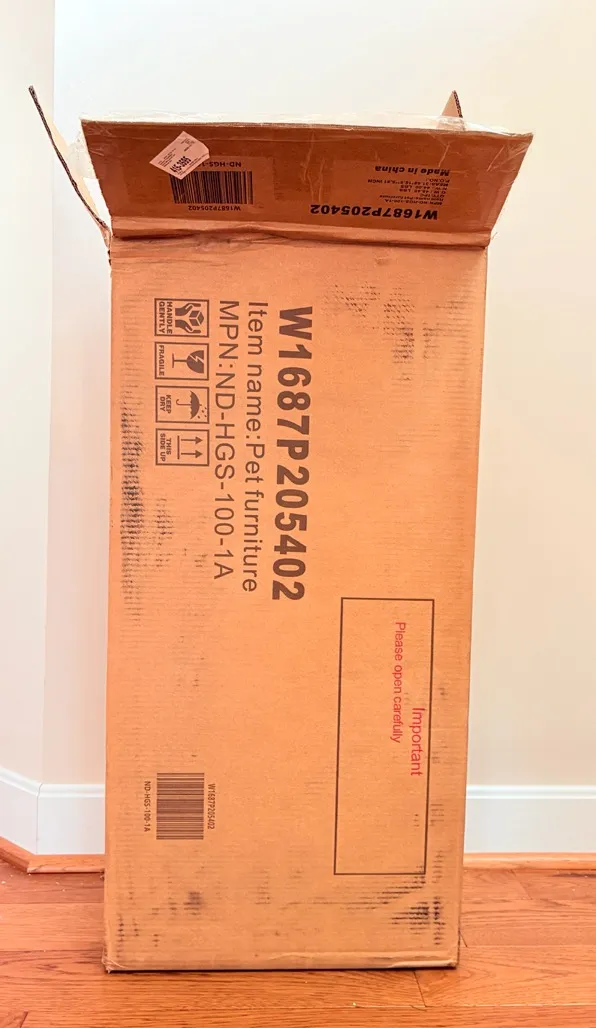 W1687P205402
Item name:Pet furniture
MPN:ND-HGS-100-1A
HANDLE GENTLY
FRAGILE
KEEP DRY
THIS SIDE UP
Important
Please open carefully
W1687P205402
ND-HGS-100-1A
W1687P205402
Made in china
W1687P205402